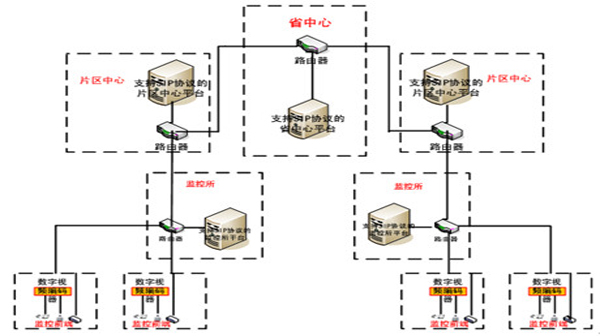 省中心
路由器
支持SIP协议的
省中心平台
片区中心
支持SIP协议的
片区中心平台
路由器
支持SIP协议的
片区中心平台
片区中心
路由器
监控所
路由器
支持SIP协议的
监控所平台
监控所
支持SIP协议的
监控所平台
路由器
数字视
频编码
器
监控前端
数字视
频编码
器
监控前端
数字视
频编码
器
监控前端
数字视
频编码
器
监控前端